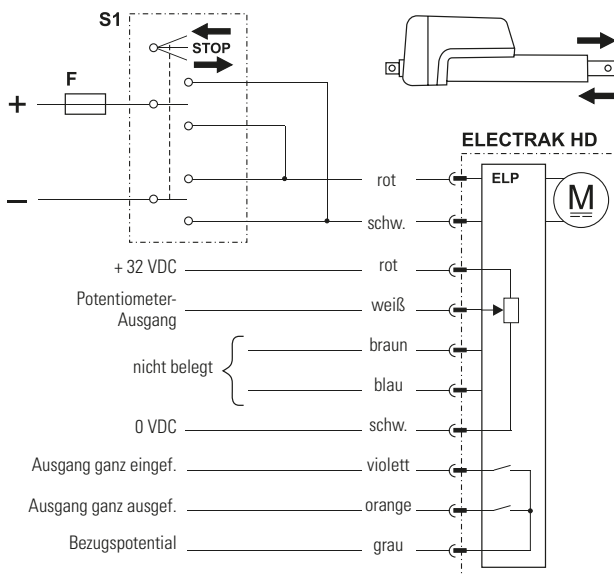 S1
STOP
F
+
–
ELECTRAK HD
ELP
M
rot
schw.
+ 32 VDC
rot
Potentiometer-
Ausgang
weiß
nicht belegt
braun
blau
0 VDC
schw.
Ausgang ganz eingef.
violett
Ausgang ganz ausgef.
orange
Bezugspotential
grau